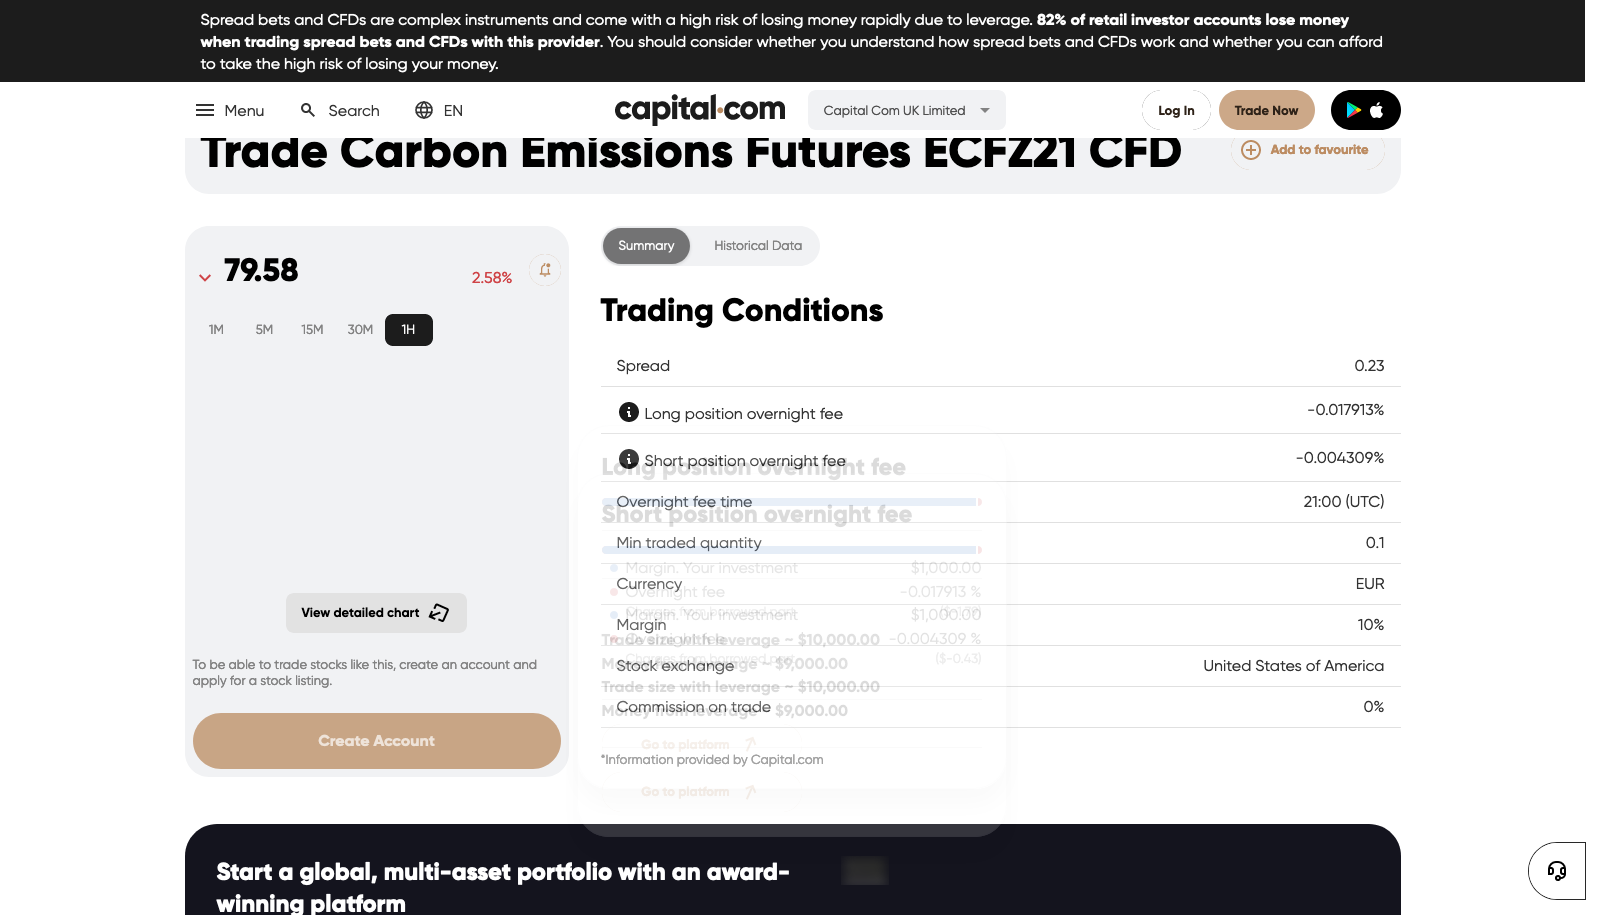 Spread bets and CFDs are complex instruments and come with a high risk of losing money rapidly due to leverage. 82% of retail investor accounts lose money
when trading spread bets and CFDs with this provider. You should consider whether you understand how spread bets and CFDs work and whether you can afford
to take the high risk of losing your money.
Menu
Search
EN
capital.com
Capital Com UK Limited
Log In
Trade Now
Trade Carbon Emissions Futures ECFZ21 CFD
Add to favourite
79.58
2.58%
1M
5M
15M
30M
1H
View detailed chart
To be able to trade stocks like this, create an account and
apply for a stock listing.
Create Account
Summary
Historical Data
Trading Conditions
Spread 0.23
Long position overnight fee -0.017913%
Short position overnight fee -0.004309%
Overnight fee time 21:00 (UTC)
Min traded quantity 0.1
Currency EUR
Margin 10%
Stock exchange United States of America
Commission on trade 0%
*Information provided by Capital.com
Long position overnight fee
Margin. Your investment $1,000.00
Overnight fee -0.017913 %
Trade size with leverage ~ $10,000.00
Money from leverage ~ $9,000.00
Go to platform
Short position overnight fee
Margin. Your investment $1,000.00
Overnight fee -0.004309 %
($-0.43)
Trade size with leverage ~ $10,000.00
Money from leverage ~ $9,000.00
Go to platform
Start a global, multi-asset portfolio with an award-
winning platform